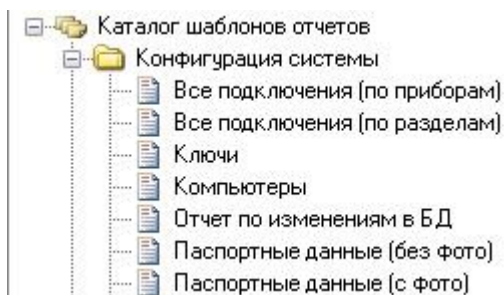 Каталог шаблонов отчетов
Конфигурация системы
Все подключения (по приборам)
Все подключения (по разделам)
Ключи
Компьютеры
Отчет по изменениям в БД
Паспортные данные (без фото)
Паспортные данные (с фото)